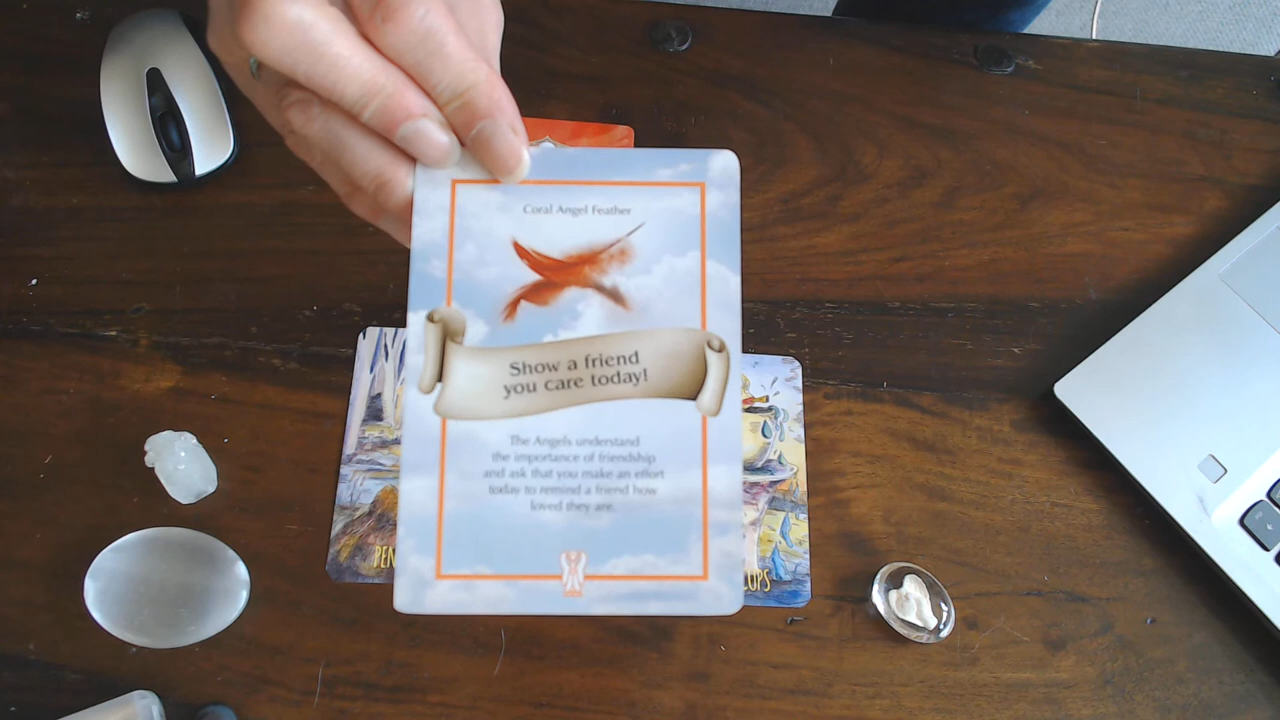 Coral Angel Feather
Show a friend
you care today!
The Angels understand
the importance of friendship
and ask that you make an effort
today to remind a friend how
loved they are.
PEN
CUPS